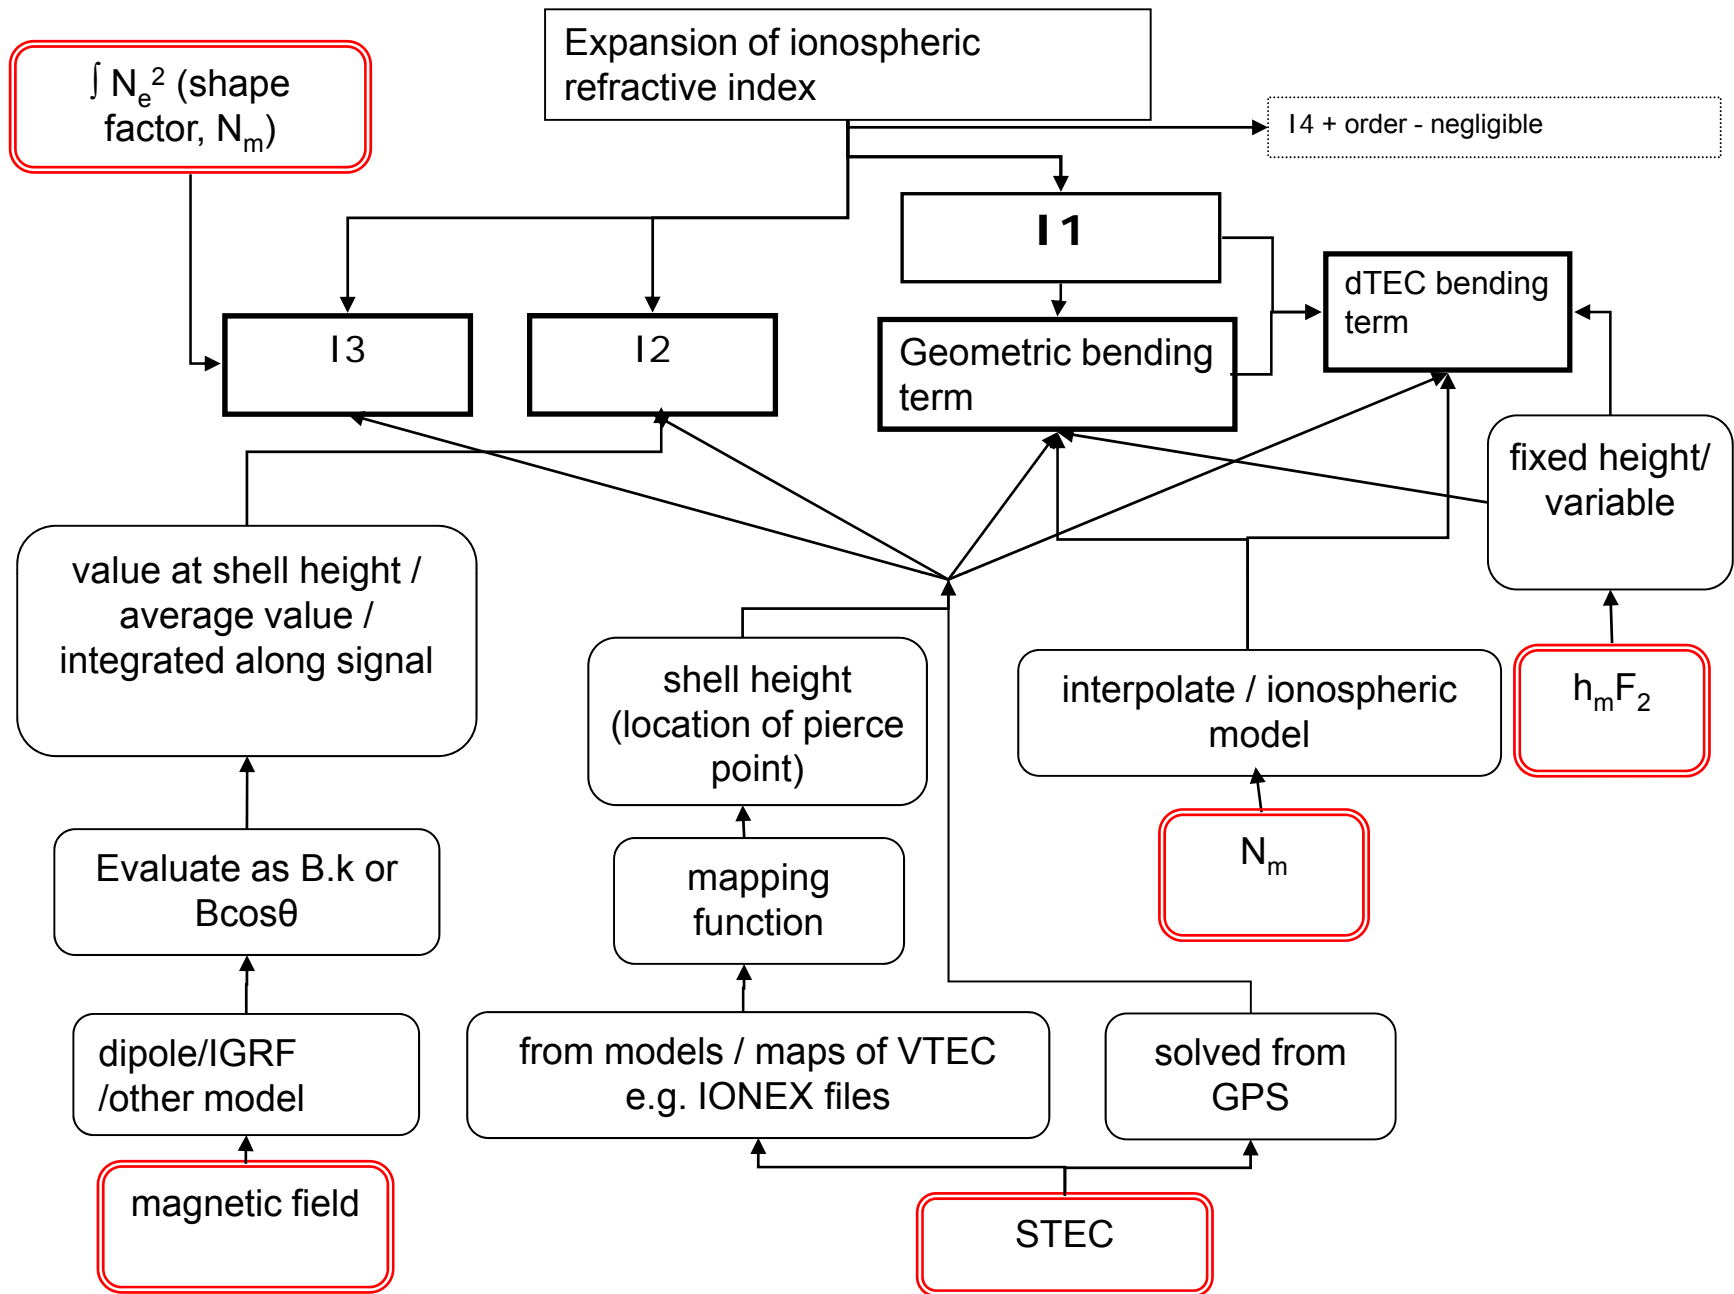 Expansion of ionospheric
refractive index
∫ Nₑ² (shape
factor, Nₘ)
I4 + order - negligible
I1
dTEC bending
term
I3
I2
Geometric bending
term
fixed height/
variable
value at shell height /
average value /
integrated along signal
shell height
(location of pierce
point)
interpolate / ionospheric
model
hₘF₂
Evaluate as B.k or
Bcosθ
mapping
function
Nₘ
dipole/IGRF
/other model
from models / maps of VTEC
e.g. IONEX files
solved from
GPS
magnetic field
STEC